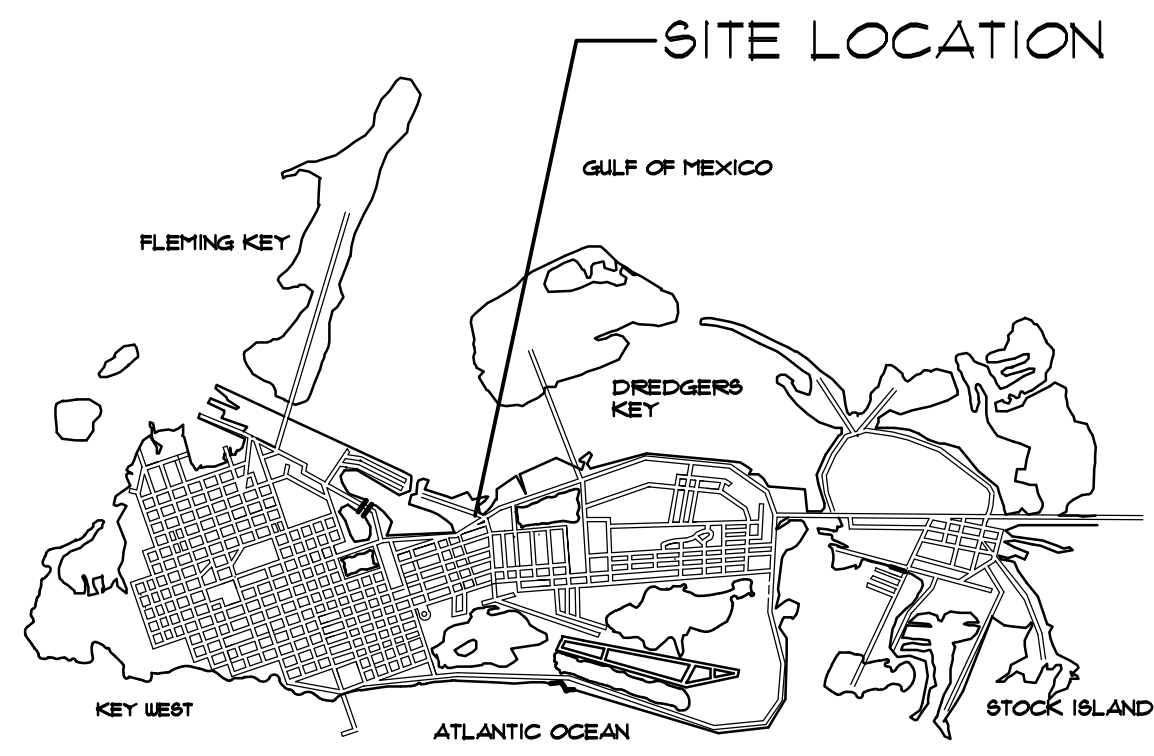 SITE LOCATION
GULF OF MEXICO
FLEMING KEY
DREDGERS
KEY
KEY WEST
STOCK ISLAND
ATLANTIC OCEAN